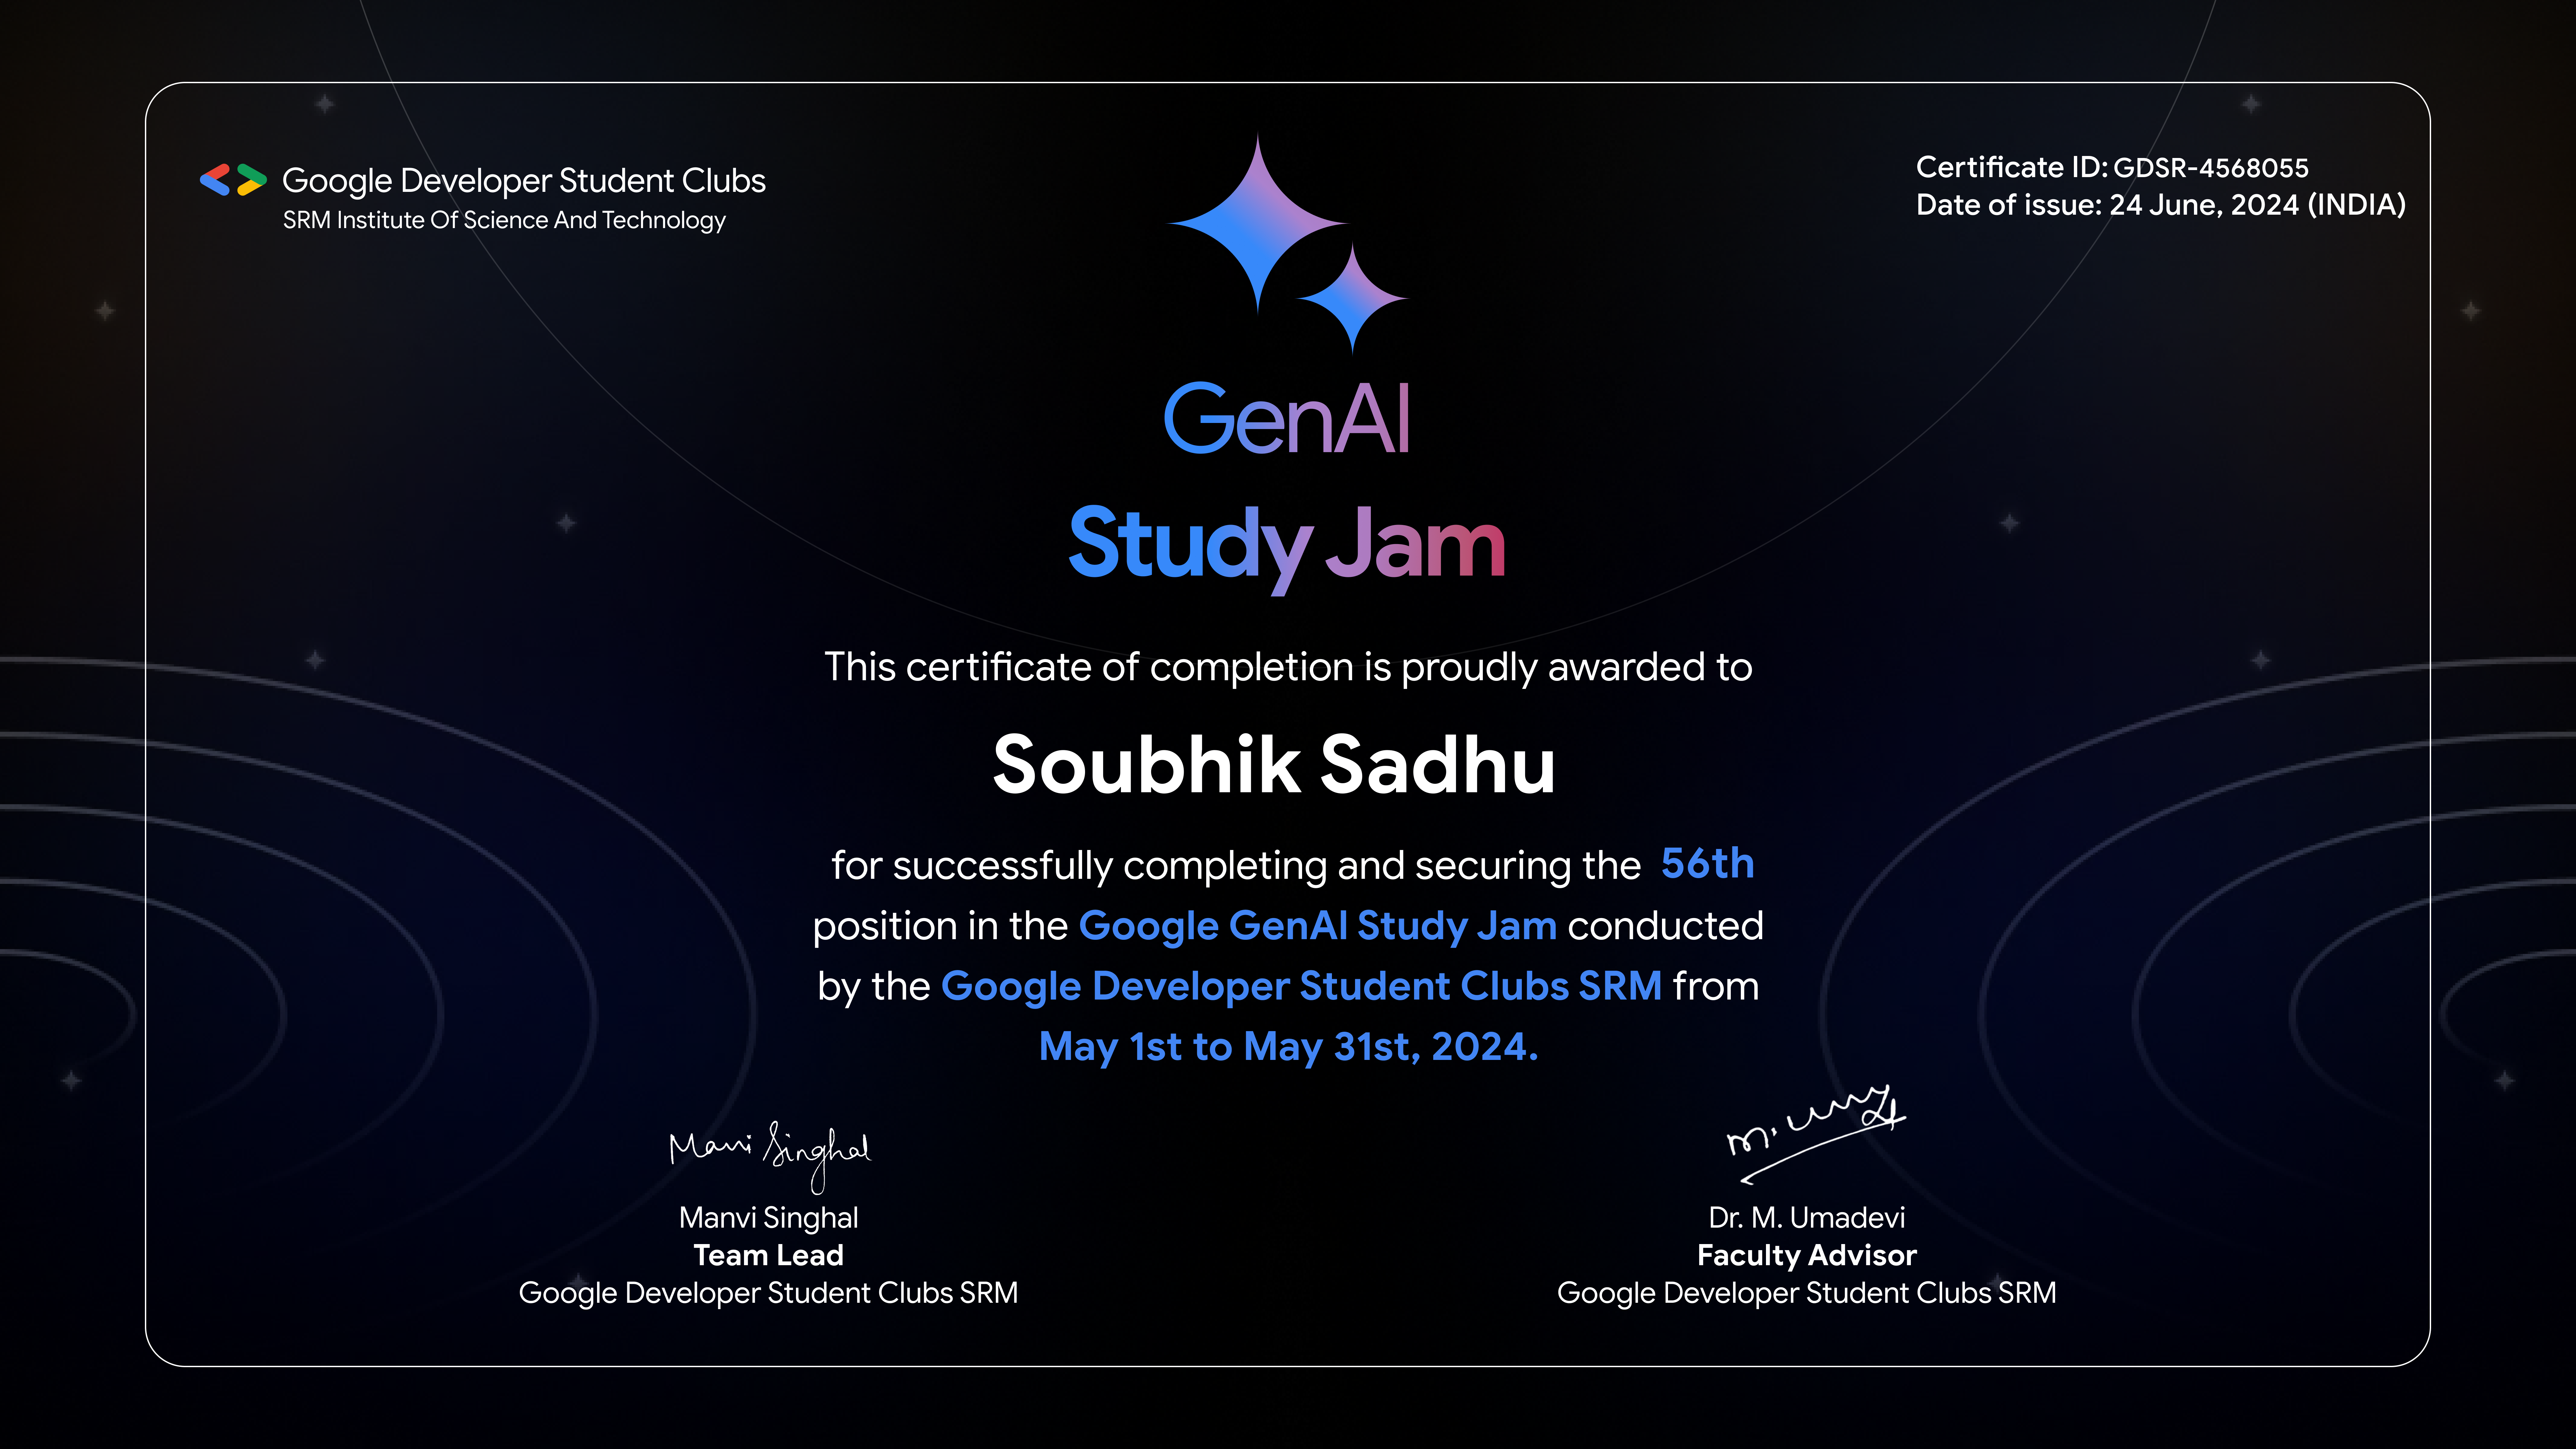 Google Developer Student Clubs
SRM Institute Of Science And Technology
Certificate ID: GDSR-4568055
Date of issue: 24 June, 2024 (INDIA)
GenAI
Study Jam
This certificate of completion is proudly awarded to
Soubhik Sadhu
for successfully completing and securing the 56th
position in the Google GenAI Study Jam conducted
by the Google Developer Student Clubs SRM from
May 1st to May 31st, 2024.
Manvi Singhal
Manvi Singhal
Team Lead
Google Developer Student Clubs SRM
Dr. M. Umadevi
Faculty Advisor
Google Developer Student Clubs SRM